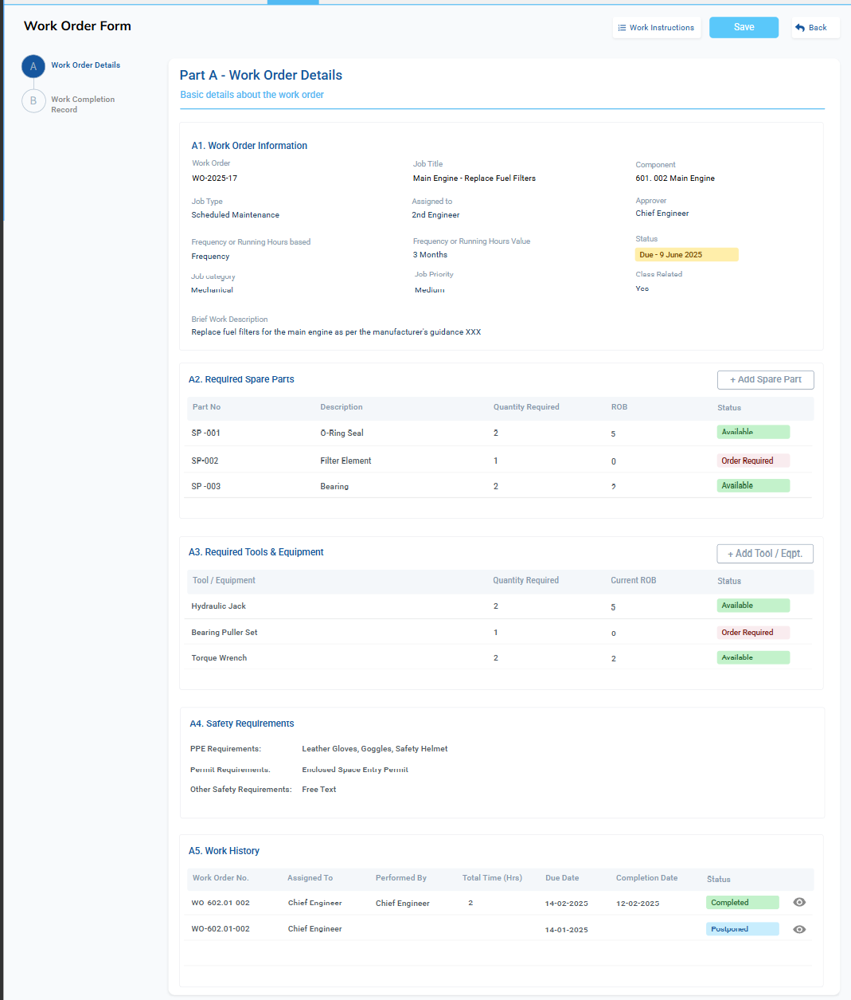 Work Order Form
Work Instructions
Save
Back
A
Work Order Details
B
Work Completion
Record
Part A - Work Order Details
Basic details about the work order
A1. Work Order Information
Work Order
Job Title
Component
WO-2025-17
Main Engine - Replace Fuel Filters
601. 002 Main Engine
Job Type
Assigned to
Approver
Scheduled Maintenance
2nd Engineer
Chief Engineer
Frequency or Running Hours based
Frequency or Running Hours Value
Status
Frequency
3 Months
Due - 9 June 2025
Job category
Job Priority
Class Related
Mechanical
Medium
Yes
Brief Work Description
Replace fuel filters for the main engine as per the manufacturer's guidance XXX
A2. Required Spare Parts
+ Add Spare Part
Part No Description Quantity Required ROB Status
SP -001 O-Ring Seal 2 5 Available
SP-002 Filter Element 1 0 Order Required
SP -003 Bearing 2 2 Available
A3. Required Tools & Equipment
+ Add Tool / Eqpt.
Tool / Equipment Quantity Required Current ROB Status
Hydraulic Jack 2 5 Available
Bearing Puller Set 1 0 Order Required
Torque Wrench 2 2 Available
A4. Safety Requirements
PPE Requirements: Leather Gloves, Goggles, Safety Helmet
Permit Requirements: Enclosed Space Entry Permit
Other Safety Requirements: Free Text
A5. Work History
Work Order No. Assigned To Performed By Total Time (Hrs) Due Date Completion Date Status
WO-602.01-002 Chief Engineer Chief Engineer 2 14-02-2025 12-02-2025 Completed
WO-602.01-002 Chief Engineer 14-01-2025 Postponed